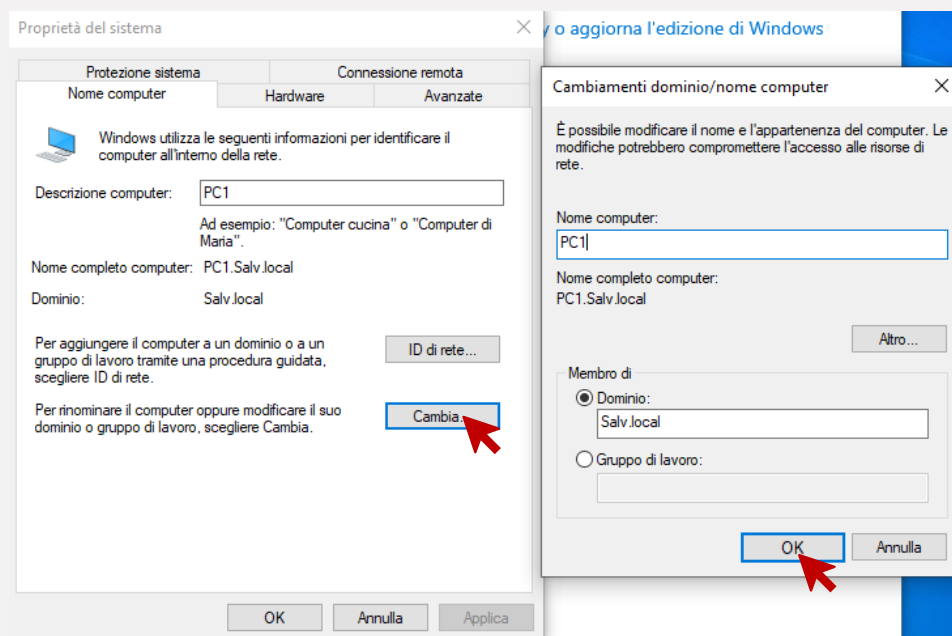 Proprietà del sistema
y o aggiorna l'edizione di Windows
Protezione sistema
Connessione remota
Nome computer
Hardware
Avanzate
Windows utilizza le seguenti informazioni per identificare il
computer all'interno della rete.
Descrizione computer:
PC1
Ad esempio: "Computer cucina" o "Computer di
Maria".
Nome completo computer: PC1.Salv.local
Dominio:
Salv.local
Per aggiungere il computer a un dominio o a un
gruppo di lavoro tramite una procedura guidata,
scegliere ID di rete.
ID di rete...
Per rinominare il computer oppure modificare il suo
dominio o gruppo di lavoro, scegliere Cambia.
Cambia...
OK
Annulla
Applica
Cambiamenti dominio/nome computer
È possibile modificare il nome e l'appartenenza del computer. Le
modifiche potrebbero compromettere l'accesso alle risorse di
rete.
Nome computer:
PC1
Nome completo computer:
PC1.Salv.local
Altro...
Membro di
Dominio:
Salv.local
Gruppo di lavoro:
OK
Annulla